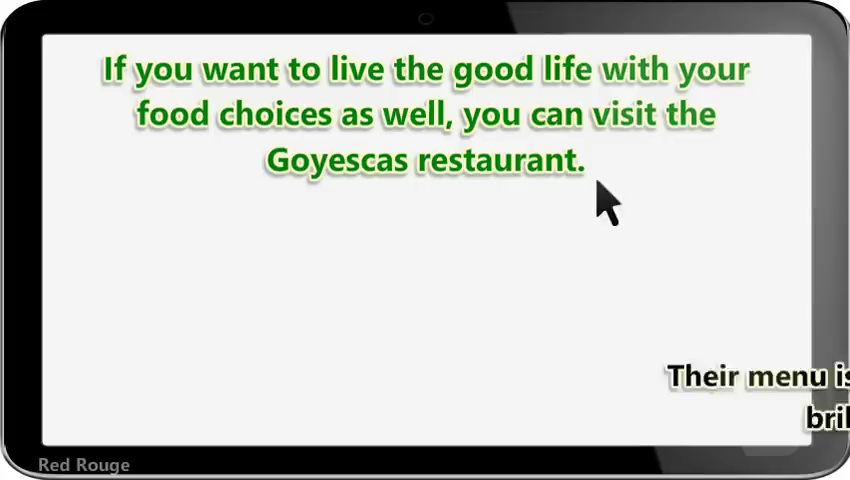 If you want to live the good life with your
food choices as well, you can visit the
Goyescas restaurant.
Their menu is
Red Rouge